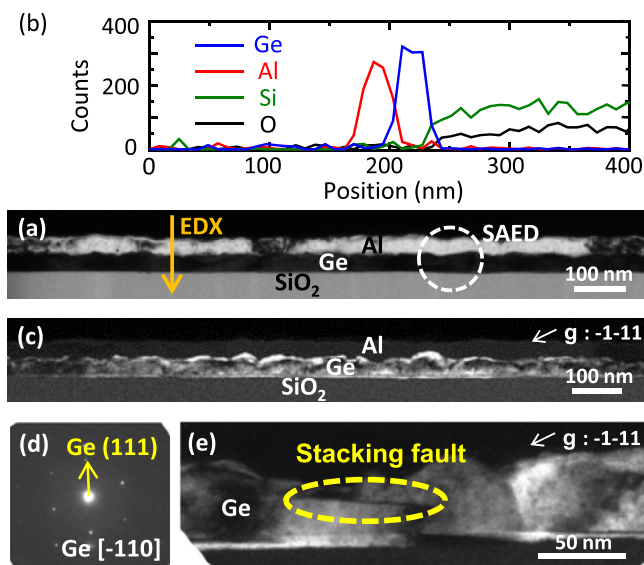 (b)
400
200
0
Counts
Ge
Al
Si
O
0 100 200 300 400
Position (nm)
(a)
EDX
Al
SAED
Ge
SiO2
100 nm
(c)
g : -1-11
Al
Ge
SiO2
100 nm
(d)
Ge (111)
Ge [-110]
(e)
g : -1-11
Stacking fault
Ge
50 nm